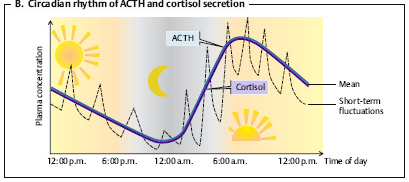 B. Circadian rhythm of ACTH and cortisol secretion
Plasma concentration
ACTH
Cortisol
Mean
Short-term
fluctuations
12:00 p.m. 6:00 p.m. 12:00 a.m. 6:00 a.m. 12:00 p.m. Time of day